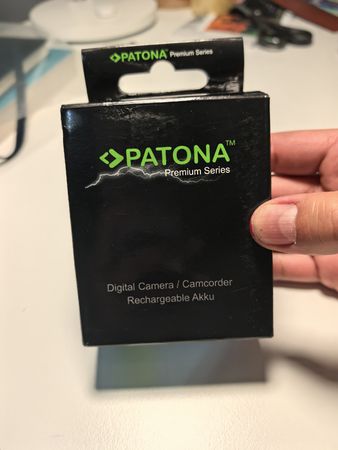 PATONA Premium Series
PATONA™
Premium Series
Digital Camera / Camcorder
Rechargeable Akku